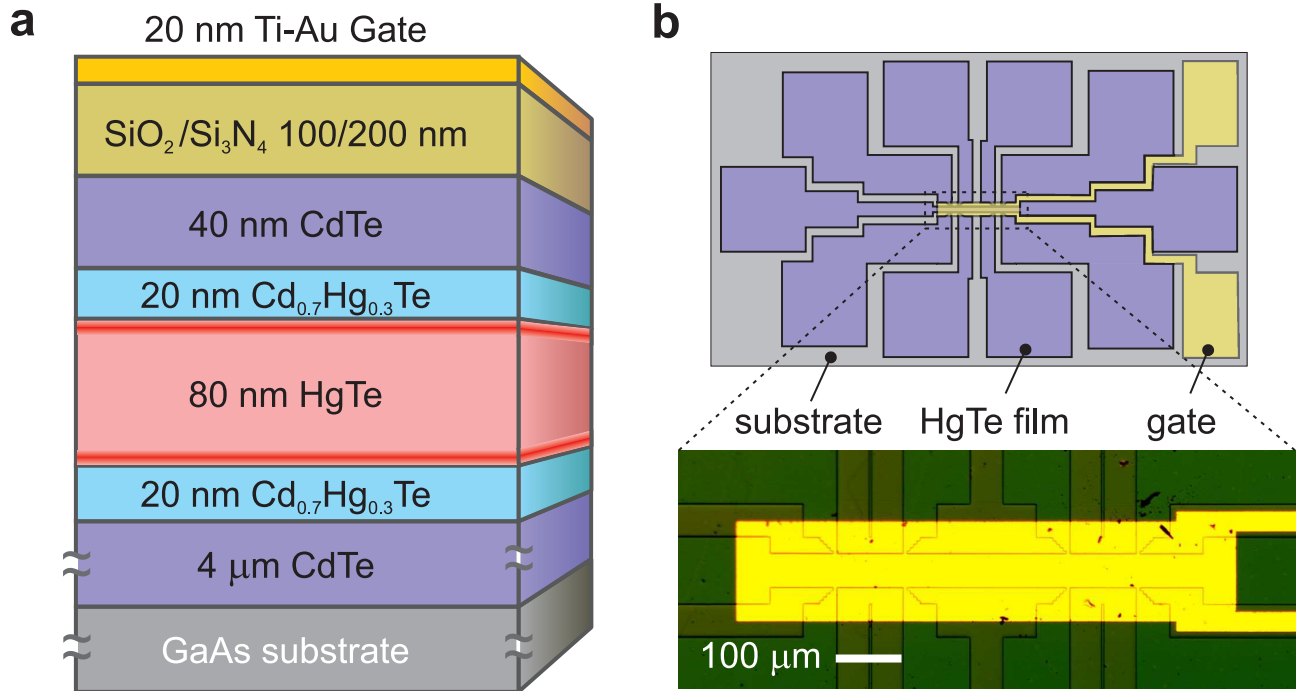 a
20 nm Ti-Au Gate
SiO₂/Si₃N₄ 100/200 nm
40 nm CdTe
20 nm Cd₀.₇Hg₀.₃Te
80 nm HgTe
20 nm Cd₀.₇Hg₀.₃Te
4 μm CdTe
GaAs substrate
b
substrate
HgTe film
gate
100 μm